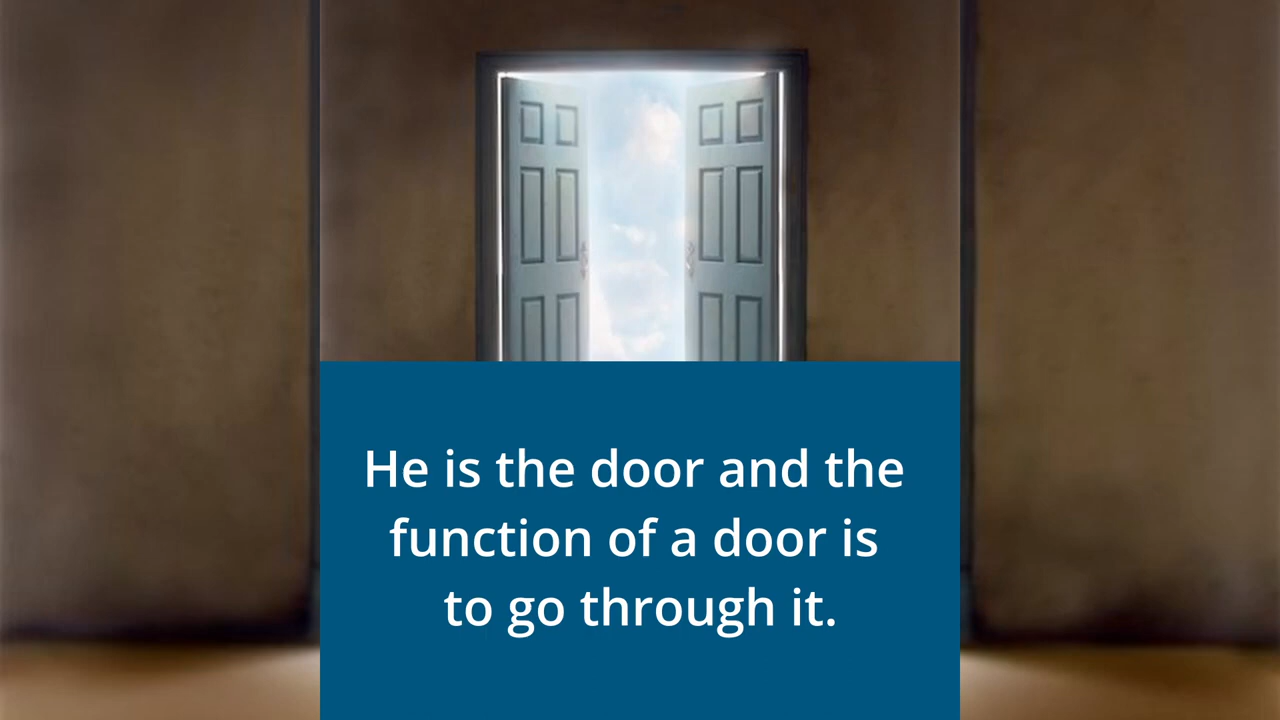 He is the door and the
function of a door is
to go through it.